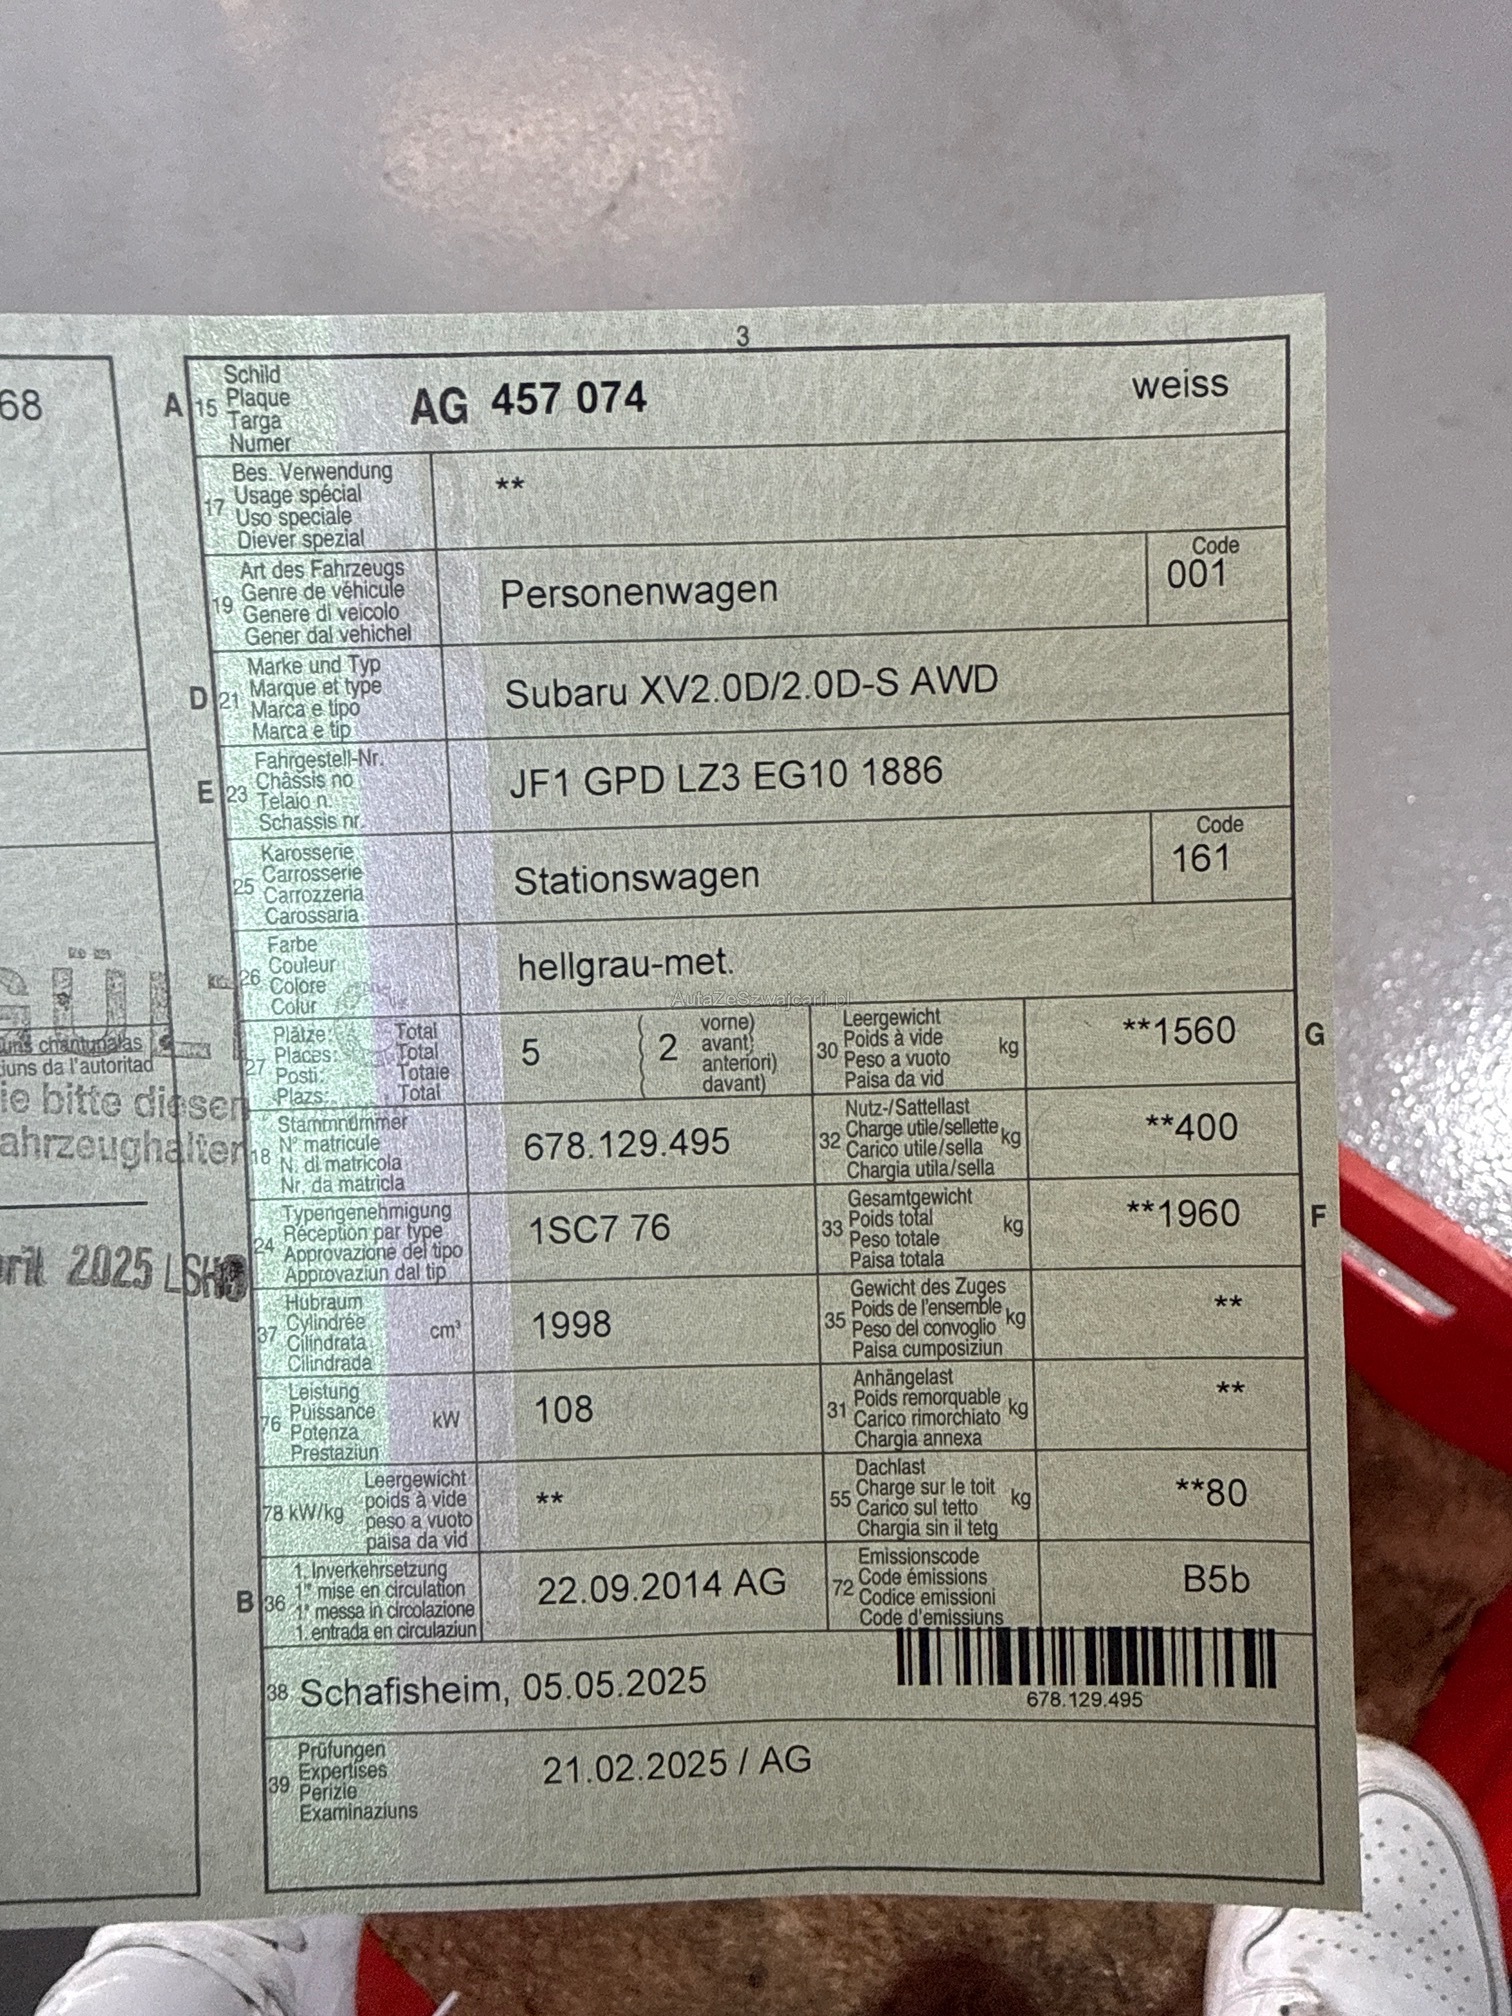 3
68
A 15 Schild
Plaque
Targa
Numer
AG 457 074 weiss
17 Bes. Verwendung
Usage spécial
Uso speciale
Diever spezial
**
19 Art des Fahrzeugs
Genre de véhicule
Genere di veicolo
Gener dal vehichel
Personenwagen
Code
001
D 21 Marke und Typ
Marque et type
Marca e tipo
Marca e tip
Subaru XV2.0D/2.0D-S AWD
E 23 Fahrgestell-Nr.
Châssis no
Telaio n.
Schassis nr.
JF1 GPD LZ3 EG10 1886
25 Karosserie
Carrosserie
Carrozzeria
Carossaria
Stationswagen
Code
161
26 Farbe
Couleur
Colore
Colur
hellgrau-met.
AutaZeSzwajcarii.pl
27 Plätze: Total
Places: Total
Posti: Totale
Plazs: Total
5 (2 vorne)
avant)
anteriori)
davant)
30 Leergewicht
Poids à vide kg
Peso a vuoto
Paisa da vid
**1560 G
18 Stammnummer
N° matricule
N. di matricola
Nr. da matricla
678.129.495
32 Nutz-/Sattellast
Charge utile/sellette kg
Carico utile/sella
Chargia utila/sella
**400
24 Typengenehmigung
Réception par type
Approvazione del tipo
Approvaziun dal tip
1SC7 76
33 Gesamtgewicht
Poids total kg
Peso totale
Paisa totala
**1960 F
37 Hubraum
Cylindrée cm³
Cilindrata
Cilindrada
1998
35 Gewicht des Zuges
Poids de l'ensemble kg
Peso del convoglio
Paisa cumposiziun
**
76 Leistung
Puissance kW
Potenza
Prestaziun
108
31 Anhängelast
Poids remorquable kg
Carico rimorchiato
Chargia annexa
**
78 kW/kg Leergewicht
poids à vide
peso a vuoto
paisa da vid
**
55 Dachlast
Charge sur le toit kg
Carico sul tetto
Chargia sin il tetg
**80
B 36 1. Inverkehrsetzung
1re mise en circulation
1a messa in circolazione
1. entrada en circulaziun
22.09.2014 AG
72 Emissionscode
Code émissions
Codice emissioni
Code d'emissiuns
B5b
38 Schafisheim, 05.05.2025
678.129.495
39 Prüfungen
Expertises
Perizie
Examinaziuns
21.02.2025 / AG
chantunalas
iuns da l'autoritad
ie bitte diesen
ahrzeughalter
ril 2025